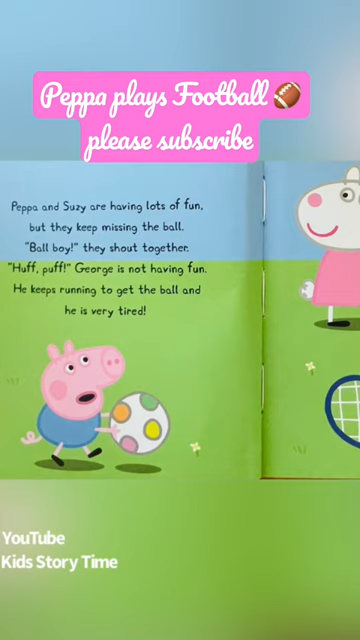 Peppa plays Football 🏈
please subscribe
Peppa and Suzy are having lots of fun,
but they keep missing the ball.
"Ball boy!" they shout together.
"Huff, puff!" George is not having fun.
He keeps running to get the ball and
he is very tired!
YouTube
Kids Story Time